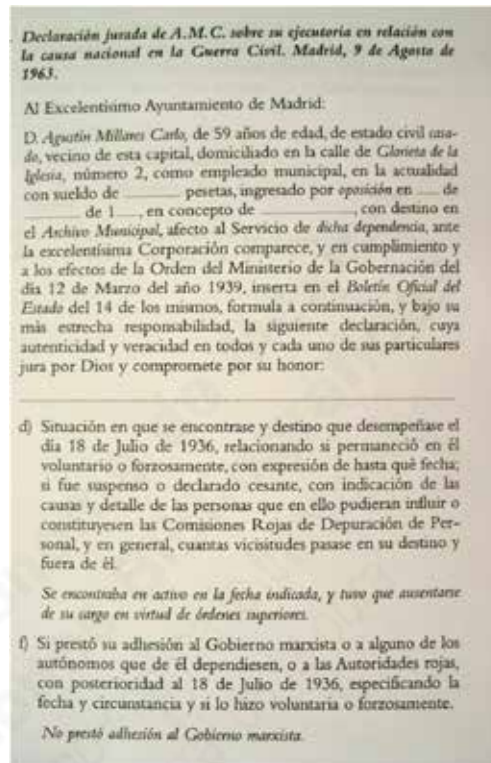 Declaración jurada de A.M.C. sobre su ejecutoria en relación con
la causa nacional en la Guerra Civil. Madrid, 9 de Agosto de
1963.
Al Excelentísimo Ayuntamiento de Madrid:
D. Agustín Millares Carlo, de 59 años de edad, de estado civil casa-
do, vecino de esta capital, domiciliado en la calle de Glorieta de la
Iglesia, número 2, como empleado municipal, en la actualidad
con sueldo de ______ pesetas, ingresado por oposición en ___ de
______ de 1___, en concepto de ______, con destino en
el Archivo Municipal, afecto al Servicio de dicha dependencia, ante
la excelentísima Corporación comparece, y en cumplimiento y
a los efectos de la Orden del Ministerio de la Gobernación del
día 12 de Marzo del año 1939, inserta en el Boletín Oficial del
Estado del 14 de los mismos, formula a continuación, y bajo su
más estrecha responsabilidad, la siguiente declaración, cuya
autenticidad y veracidad en todos y cada uno de sus particulares
jura por Dios y compromete por su honor:
d) Situación en que se encontrase y destino que desempeñase el
día 18 de Julio de 1936, relacionando si permaneció en él
voluntario o forzosamente, con expresión de hasta qué fecha;
si fue suspenso o declarado cesante, con indicación de las
causas y detalle de las personas que en ello pudieran influir o
constituyesen las Comisiones Rojas de Depuración de Per-
sonal, y en general, cuantas vicisitudes pasase en su destino y
fuera de él.
Se encontraba en activo en la fecha indicada, y tuvo que ausentarse
de su cargo en virtud de órdenes superiores.
f) Si prestó su adhesión al Gobierno marxista o a alguno de los
autónomos que de él dependiesen, o a las Autoridades rojas,
con posterioridad al 18 de Julio de 1936, especificando la
fecha y circunstancia y si lo hizo voluntaria o forzosamente.
No prestó adhesión al Gobierno marxista.